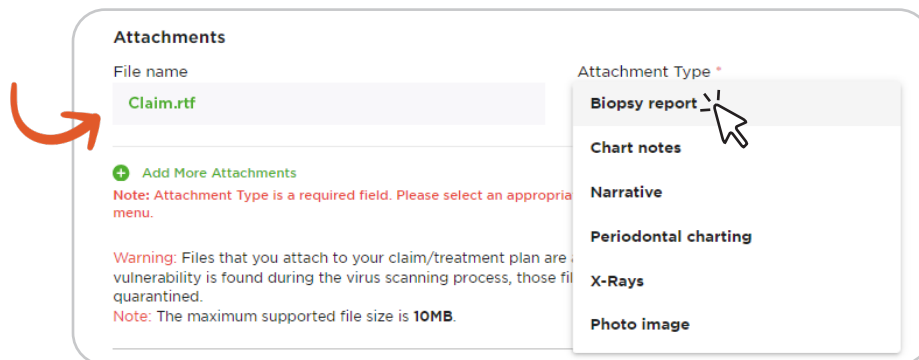 Attachments
File name
Claim.rtf
Attachment Type *
Biopsy report
Chart notes
Narrative
Periodontal charting
X-Rays
Photo image
Add More Attachments
Note: Attachment Type is a required field. Please select an
menu.
Warning: Files that you attach to your claim/treatment plan are
vulnerability is found during the virus scanning process, those
quarantined.
Note: The maximum supported file size is 10MB.